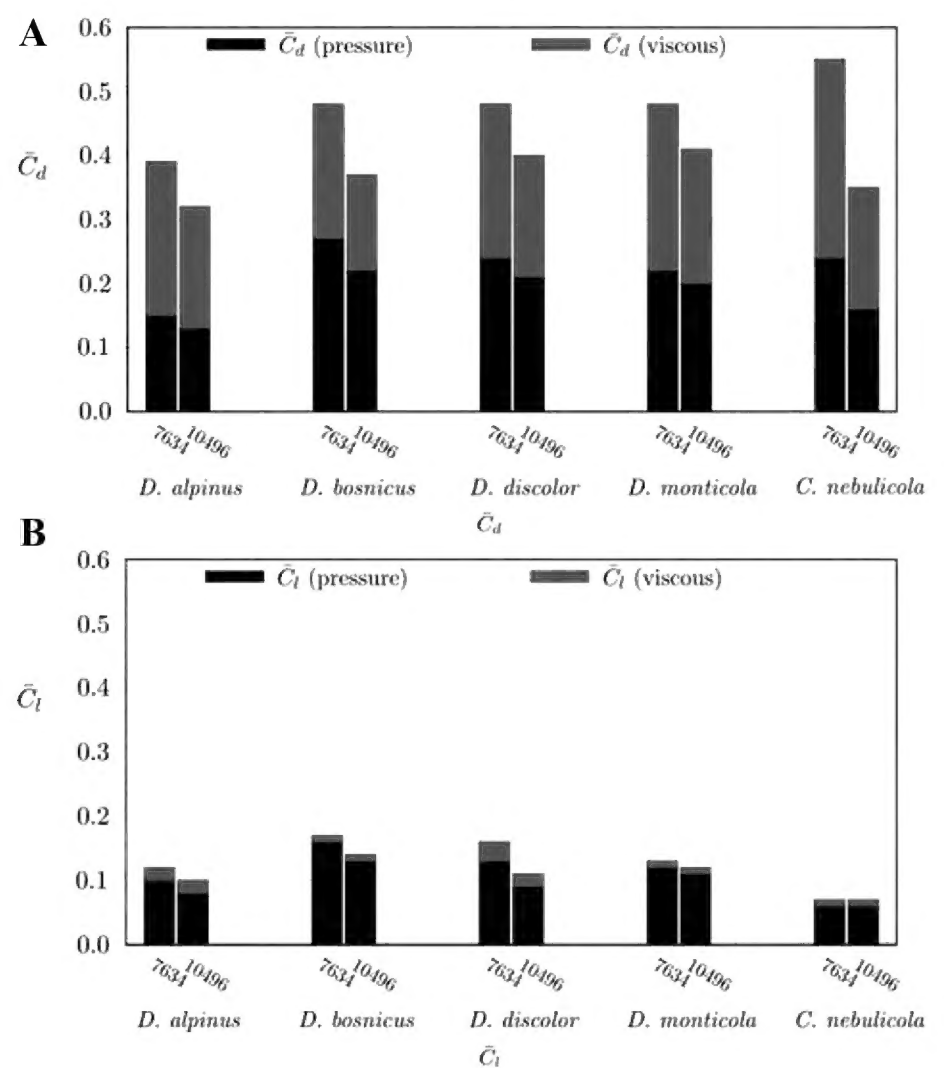 A
0.6
C̄d (pressure) C̄d (viscous)
0.5
0.4
C̄d
0.3
0.2
0.1
0.0
7634 10496 7634 10496 7634 10496 7634 10496 7634 10496
D. alpinus D. bosnicus D. discolor D. monticola C. nebulicola
C̄d
B
0.6
C̄l (pressure) C̄l (viscous)
0.5
0.4
C̄l
0.3
0.2
0.1
0.0
7634 10496 7634 10496 7634 10496 7634 10496 7634 10496
D. alpinus D. bosnicus D. discolor D. monticola C. nebulicola
C̄l